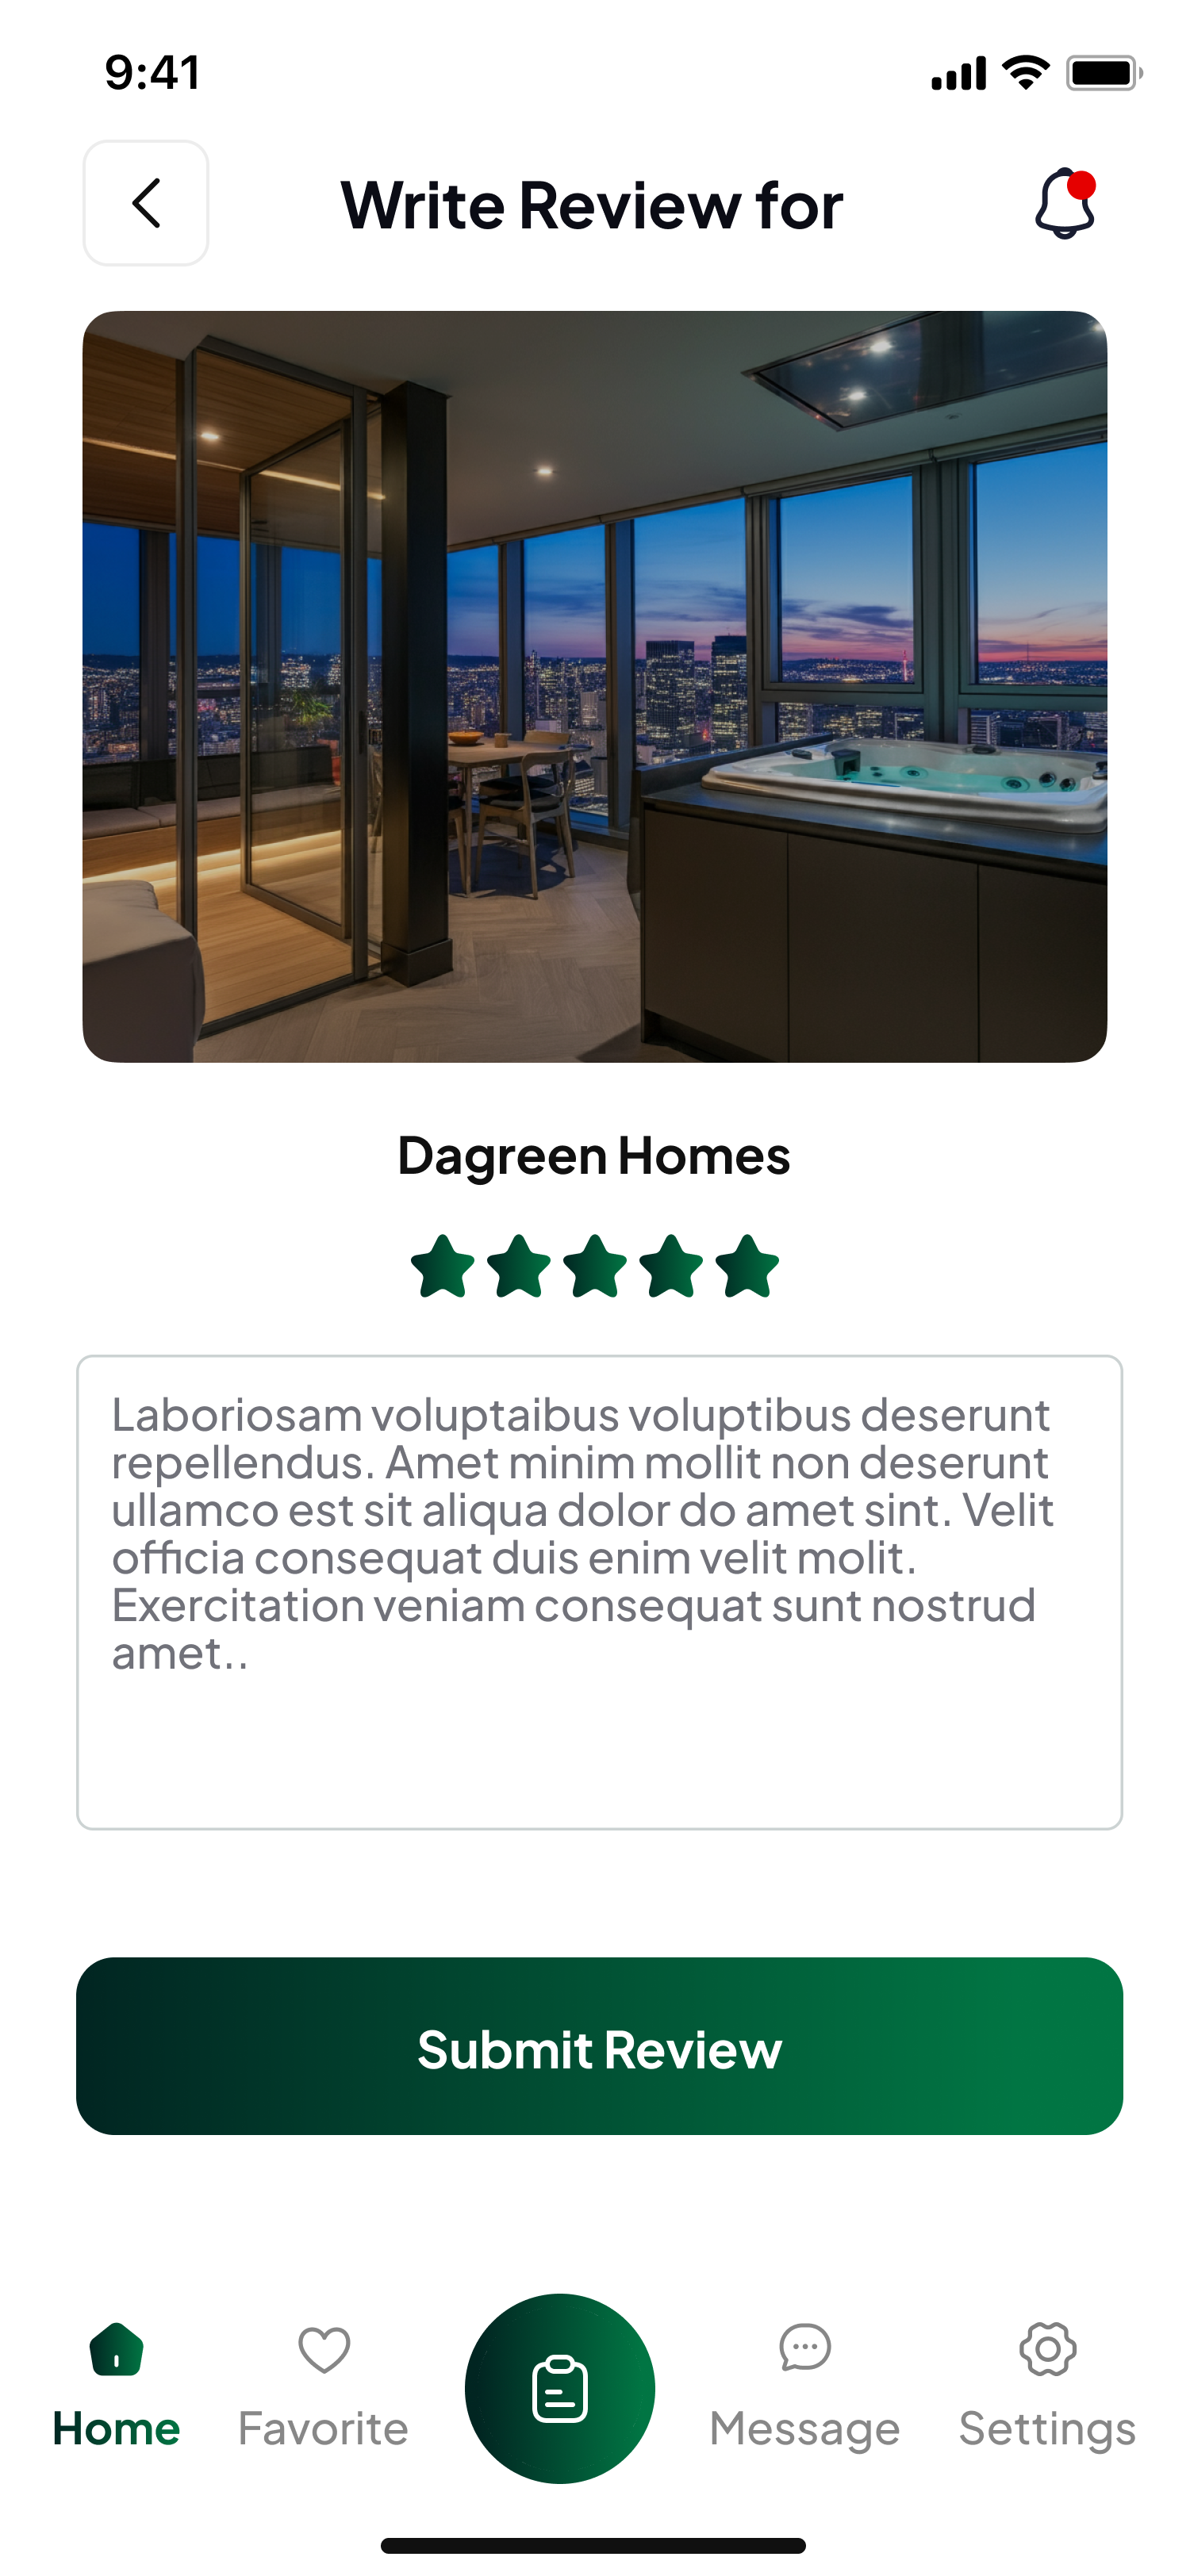 9:41
Write Review for
Dagreen Homes
Laboriosam voluptaibus voluptibus deserunt
repellendus. Amet minim mollit non deserunt
ullamco est sit aliqua dolor do amet sint. Velit
officia consequat duis enim velit molit.
Exercitation veniam consequat sunt nostrud
amet..
Submit Review
Home
Favorite
Message
Settings